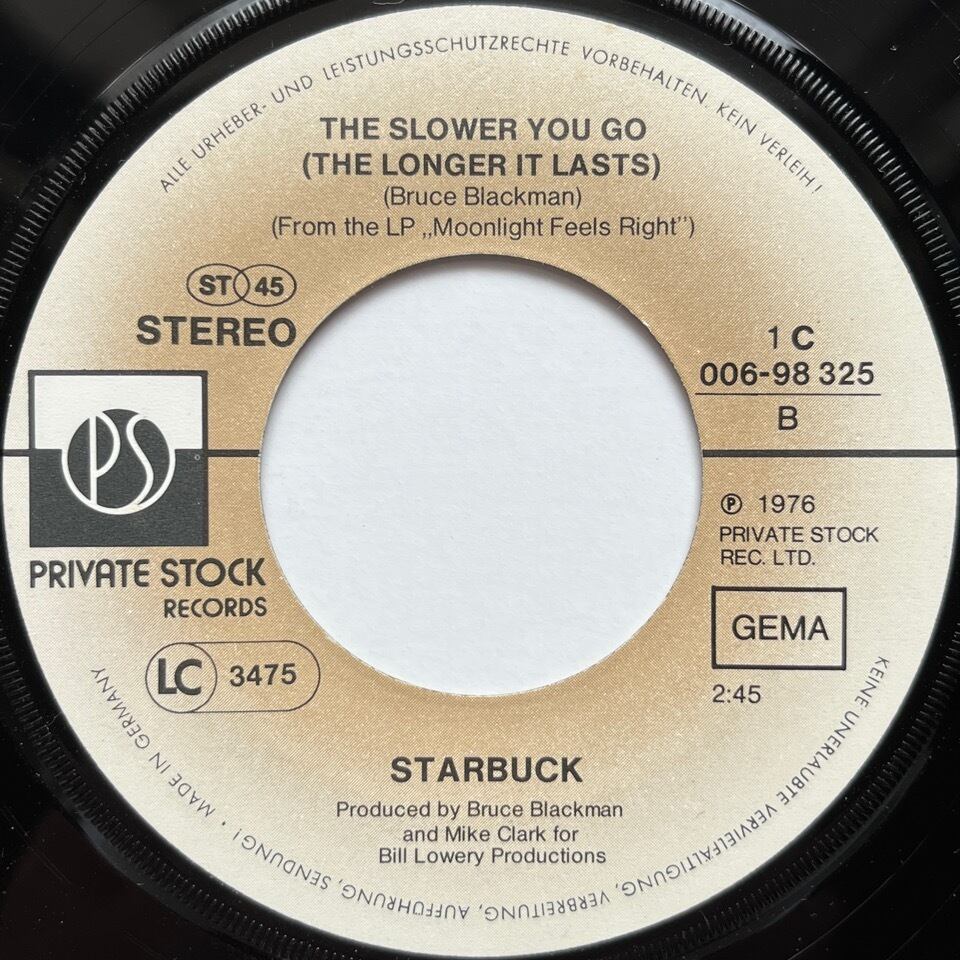 ALLE URHEBER- UND LEISTUNGSSCHUTZRECHTE VORBEHALTEN KEIN VERLEIH!
THE SLOWER YOU GO
(THE LONGER IT LASTS)
(Bruce Blackman)
(From the LP „Moonlight Feels Right”)
ST 45
STEREO
1 C
006-98 325
B
PS
PRIVATE STOCK
RECORDS
LC 3475
℗ 1976
PRIVATE STOCK
REC. LTD.
GEMA
2:45
STARBUCK
Produced by Bruce Blackman
and Mike Clark for
Bill Lowery Productions
KEINE UNERLAUBTE VERVIELFÄLTIGUNG, VERBREITUNG, AUFFÜHRUNG, SENDUNG! • MADE IN GERMANY